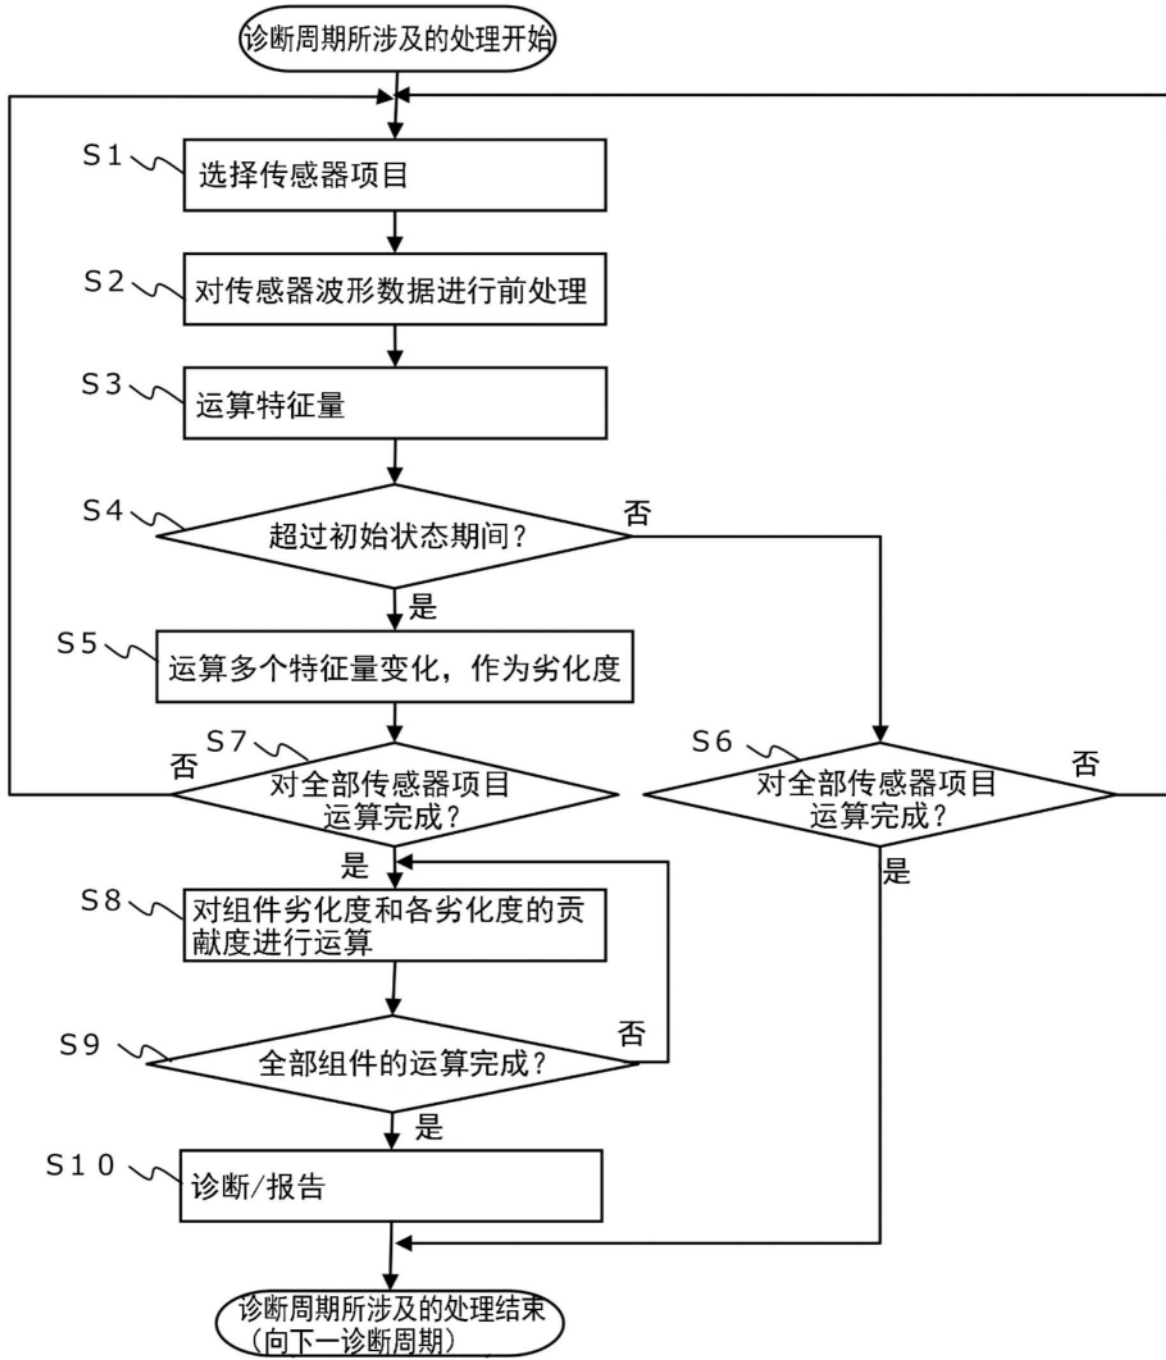 诊断周期所涉及的处理开始
S1
选择传感器项目
S2
对传感器波形数据进行前处理
S3
运算特征量
S4
超过初始状态期间？
否
是
S5
运算多个特征量变化，作为劣化度
S7
否
对全部传感器项目
运算完成？
是
S6
对全部传感器项目
运算完成？
否
是
S8
对组件劣化度和各劣化度的贡
献度进行运算
S9
全部组件的运算完成？
否
是
S10
诊断/报告
诊断周期所涉及的处理结束
（向下一诊断周期）